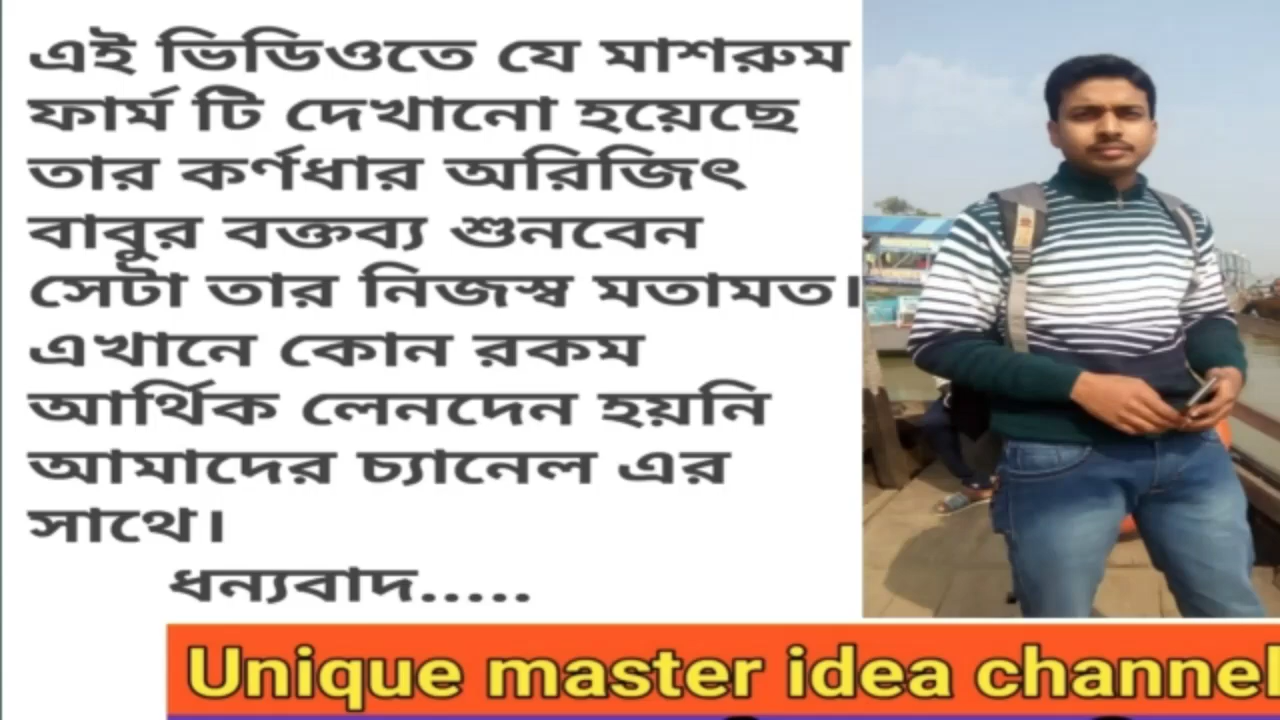 এই ভিডিওতে যে মাশরুম
ফার্ম টি দেখানো হয়েছে
তার কর্ণধার অরিজিৎ
বাবুর বক্তব্য শুনবেন
সেটা তার নিজস্ব মতামত।
এখানে কোন রকম
আর্থিক লেনদেন হয়নি
আমাদের চ্যানেল এর
সাথে।
ধন্যবাদ.....
Unique master idea channel